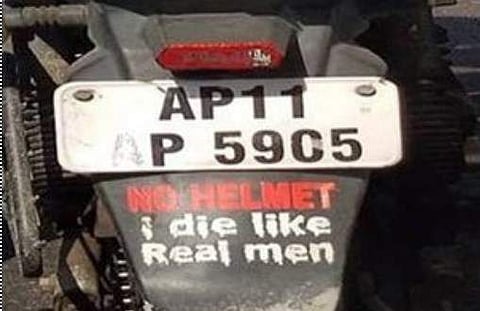 AP11
AP 5905
NO HELMET
i die like
Real men